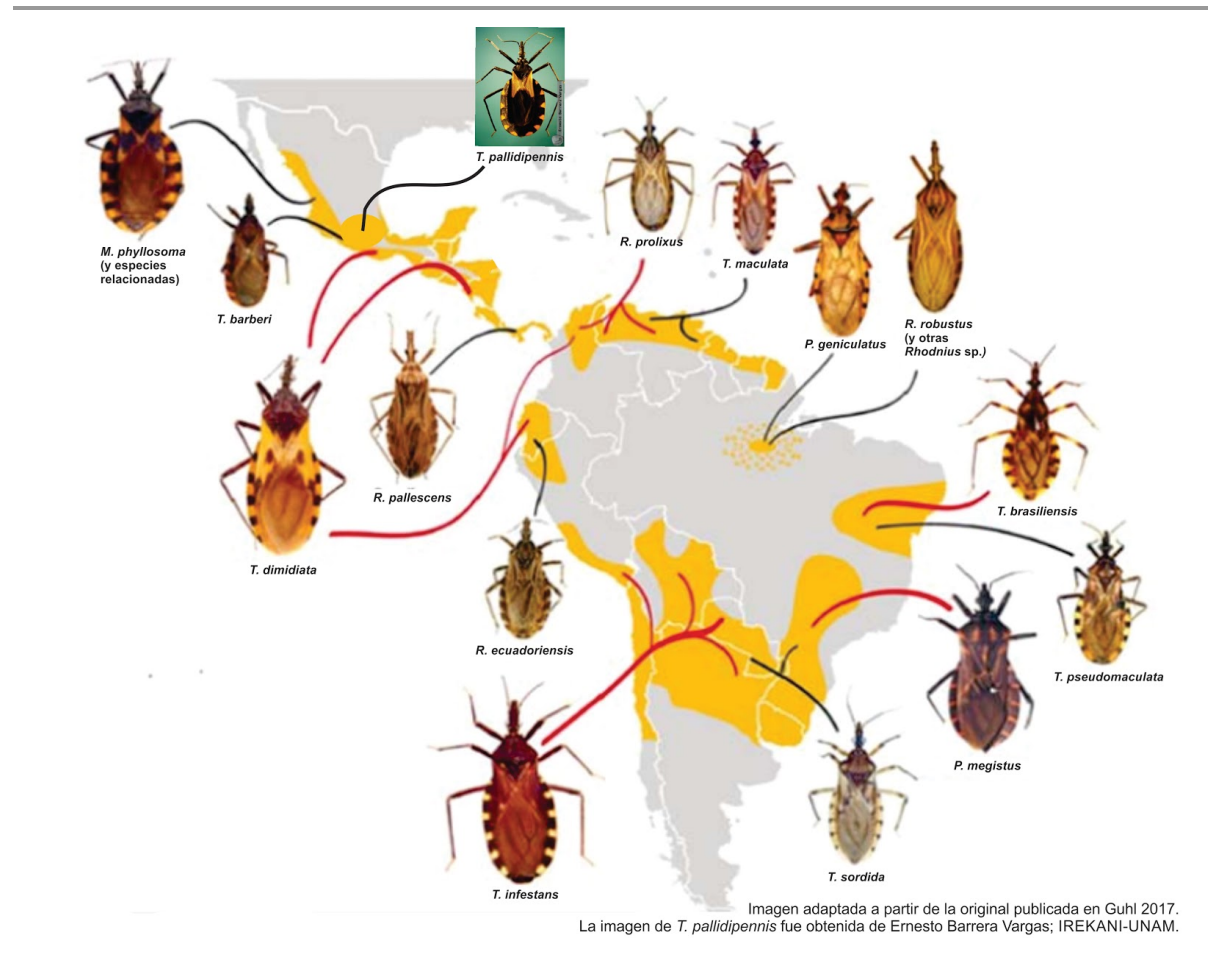 T. pallidipennis
R. prolixus
T. maculata
M. phyllosoma
(y especies
relacionadas)
T. barberi
P. geniculatus
R. robustus
(y otras
Rhodnius sp.)
R. pallescens
T. brasiliensis
T. dimidiata
R. ecuadoriensis
T. pseudomaculata
P. megistus
T. sordida
T. infestans
Imagen adaptada a partir de la original publicada en Guhl 2017.
La imagen de T. pallidipennis fue obtenida de Ernesto Barrera Vargas; IREKANI-UNAM.